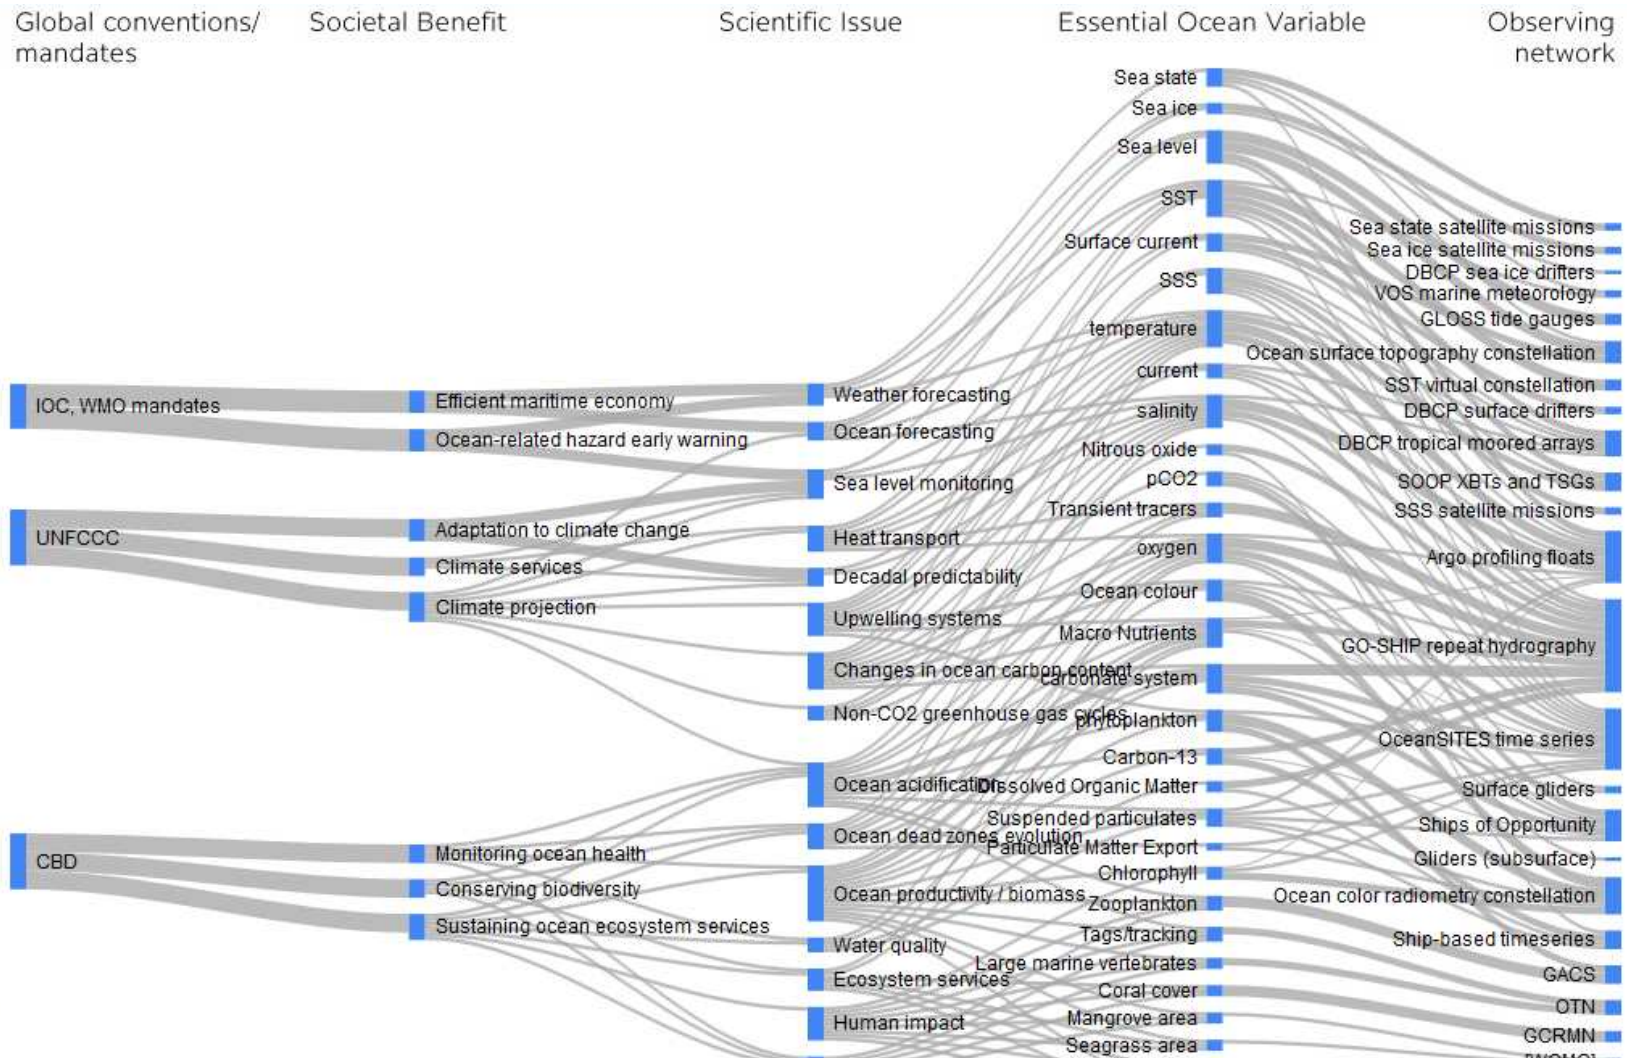 Global conventions/
mandates
Societal Benefit
Scientific Issue
Essential Ocean Variable
Observing
network
IOC, WMO mandates
UNFCCC
CBD
Efficient maritime economy
Ocean-related hazard early warning
Adaptation to climate change
Climate services
Climate projection
Monitoring ocean health
Conserving biodiversity
Sustaining ocean ecosystem services
Weather forecasting
Ocean forecasting
Sea level monitoring
Heat transport
Decadal predictability
Upwelling systems
Changes in ocean carbon content
Non-CO2 greenhouse gas cycles
Ocean acidification
Ocean dead zones evolution
Ocean productivity / biomass
Water quality
Ecosystem services
Human impact
Sea state
Sea ice
Sea level
SST
Surface current
SSS
temperature
current
salinity
Nitrous oxide
pCO2
Transient tracers
oxygen
Ocean colour
Macro Nutrients
carbonate system
phytoplankton
Carbon-13
Dissolved Organic Matter
Suspended particulates
Particulate Matter Export
Chlorophyll
Zooplankton
Tags/tracking
Large marine vertebrates
Coral cover
Mangrove area
Seagrass area
Sea state satellite missions
Sea ice satellite missions
DBCP sea ice drifters
VOS marine meteorology
GLOSS tide gauges
Ocean surface topography constellation
SST virtual constellation
DBCP surface drifters
DBCP tropical moored arrays
SOOP XBTs and TSGs
SSS satellite missions
Argo profiling floats
GO-SHIP repeat hydrography
OceanSITES time series
Surface gliders
Ships of Opportunity
Gliders (subsurface)
Ocean color radiometry constellation
Ship-based timeseries
GACS
OTN
GCRMN